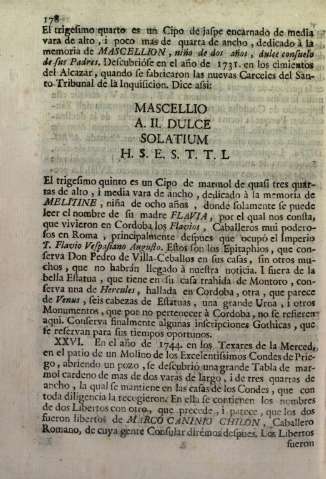 178
El trigesimo quarto es un Cipo de jaspe encarnado de media
vara de alto, i poco mas de quarta de ancho, dedicado à la
memoria de MASCELLION, niño de dos años, dulce consuelo
de sus Padres. Descubrióse en el año de 1731. en los cimientos
del Alcazar, quando se fabricaron las nuevas Carceles del San-
to Tribunal de la Inquisicion. Dice assi:
MASCELLIO
A. II. DULCE
SOLATIUM
H. S. E. S. T. T. L
El trigesimo quinto es un Cipo de marmol de quasi tres quar-
tas de alto, i media vara de ancho, dedicado à la memoria de
MELITINE, niña de ocho años, donde solamente se puede
leer el nombre de su madre FLAVIA, por el qual nos consta,
que vivieron en Cordoba los Flavios, Caballeros mui podero-
sos en Roma, principalmente despues que ocupó el Imperio
T. Flavio Vespasiano Augusto. Estos son los Epitaphios, que con-
serva Don Pedro de Villa-Ceballos en sus casas, sin otros mu-
chos, que no habrán llegado à nuestra noticia. I fuera de la
bella Estatua, que tiene en su casa trahida de Montoro, con-
serva una de Hercules, hallada en Cordoba, otra, que parece
de Venus, seis cabezas de Estatuas, una grande Urna, i otros
Monumentos, que por no pertenecer à Cordoba, no se refieren
aqui. Conserva finalmente algunas inscripciones Gothicas, que
se reservan para sus tiempos oportunos.
XXVI. En el año de 1744. en los Texares de la Merced,
en el patio de un Molino de los Excelentissimos Condes de Prie-
go, abriendo un pozo, se descubrió una grande Tabla de mar-
mol cardeno de mas de dos varas de largo, i de tres quartas de
ancho, la qual se mantiene en las casas de los Condes, que con
toda diligencia la recogieron. En ella se contienen los nombres
de dos Libertos con otro, que precede, i parece, que los dos
fueron libertos de MARCO CANINIO CHILON, Caballero
Romano, de cuya gente Consular dirémos despues. Los Libertos
fueron